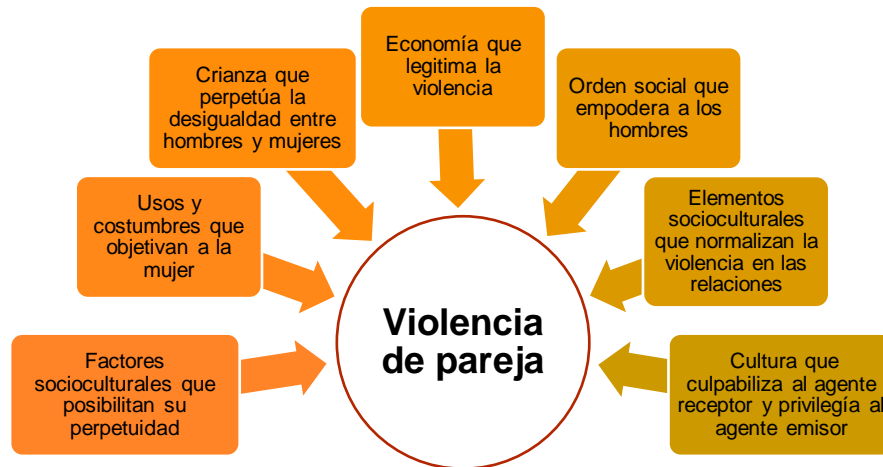 Economía que
legitima la
violencia
Crianza que
perpetúa la
desigualdad entre
hombres y mujeres
Orden social que
empodera a los
hombres
Usos y
costumbres que
objetivan a la
mujer
Elementos
socioculturales
que normalizan la
violencia en las
relaciones
Factores
socioculturales que
posibilitan su
perpetuidad
Cultura que
culpabiliza al agente
receptor y privilegía al
agente emisor
Violencia
de pareja